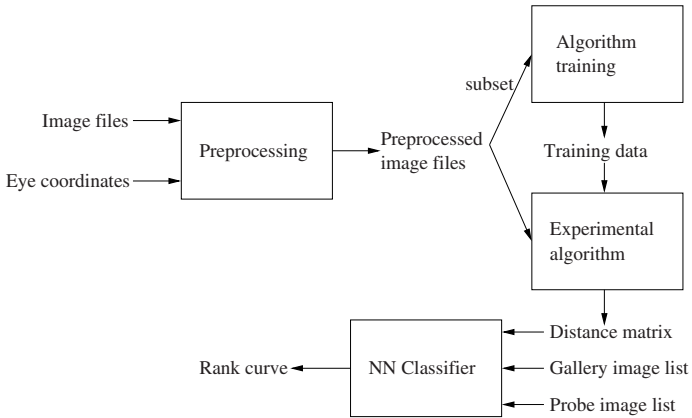 Algorithm
training
subset
Image files
Preprocessing
Preprocessed
image files
Eye coordinates
Training data
Experimental
algorithm
Distance matrix
Rank curve
NN Classifier
Gallery image list
Probe image list